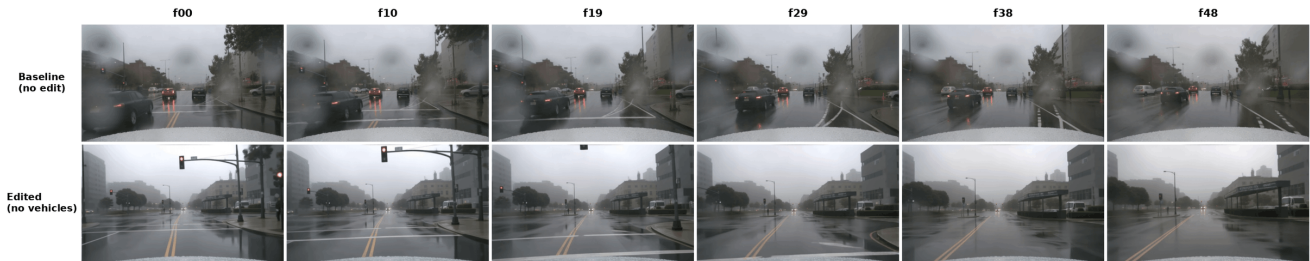 f00 f10 f19 f29 f38 f48
Baseline
(no edit)
Edited
(no vehicles)